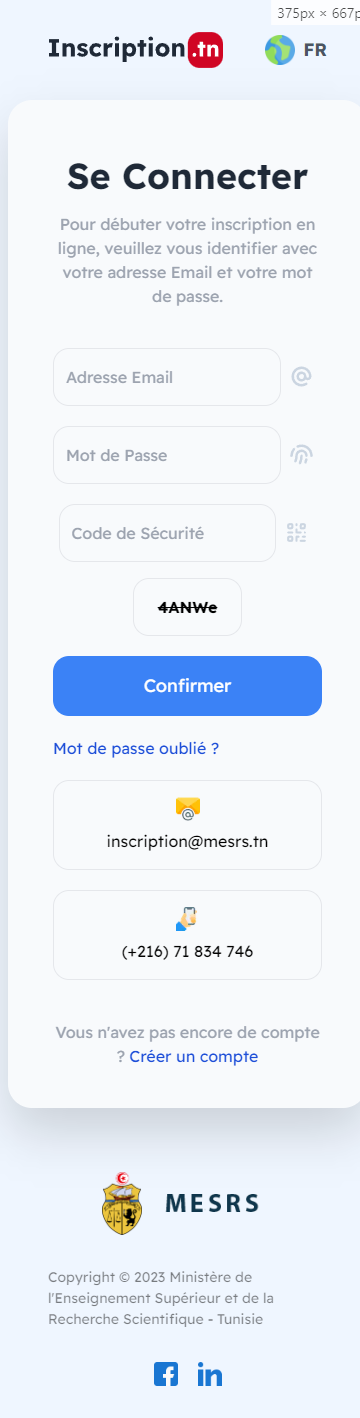 375px × 667p
Inscription.tn
FR
Se Connecter
Pour débuter votre inscription en
ligne, veuillez vous identifier avec
votre adresse Email et votre mot
de passe.
Adresse Email
Mot de Passe
Code de Sécurité
4ANWe
Confirmer
Mot de passe oublié ?
inscription@mesrs.tn
(+216) 71 834 746
Vous n'avez pas encore de compte
? Créer un compte
MESRS
Copyright © 2023 Ministère de
l'Enseignement Supérieur et de la
Recherche Scientifique - Tunisie